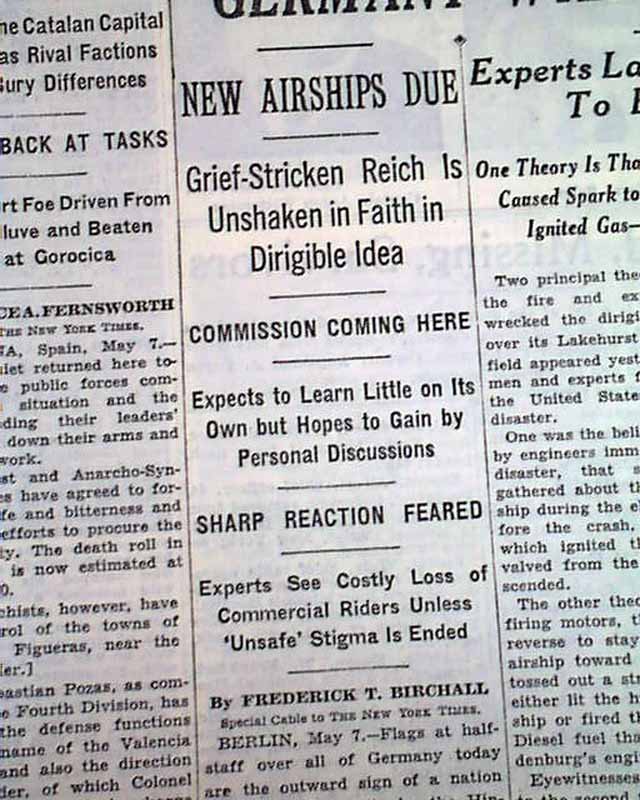 he Catalan Capital
as Rival Factions
Bury Differences
BACK AT TASKS
rt Foe Driven From
luve and Beaten
at Gorocica
CE A. FERNSWORTH
THE NEW YORK TIMES.
NA, Spain, May 7.—
uiet returned here to-
e public forces com-
situation and the
ding their leaders'
down their arms and
work.
st and Anarcho-Syn-
es have agreed to for-
fe and bitterness and
efforts to procure the
ty. The death roll in
is now estimated at
0.
chists, however, have
rol of the towns of
Figueras, near the
ier.]
bastian Pozas, as com-
e Fourth Division, has
the defense functions
name of the Valencia
and also the direction
der, of which Colonel
GERMANY
NEW AIRSHIPS DUE
Grief-Stricken Reich Is
Unshaken in Faith in
Dirigible Idea
COMMISSION COMING HERE
Expects to Learn Little on Its
Own but Hopes to Gain by
Personal Discussions
SHARP REACTION FEARED
Experts See Costly Loss of
Commercial Riders Unless
'Unsafe' Stigma Is Ended
By FREDERICK T. BIRCHALL
Special Cable to THE NEW YORK TIMES.
BERLIN, May 7.—Flags at half-
staff over all of Germany today
are the outward sign of a nation
Experts La
To
One Theory Is Tha
Caused Spark to
Ignited Gas—
Two principal theo
the fire and ex
wrecked the dirigi
over its Lakehurst
field appeared yest
men and experts f
the United State
disaster.
One was the beli
by engineers imm
disaster, that s
gathered about th
ship during the el
fore the crash,
which ignited th
valved from the
scended.
The other theo
firing motors, t
reverse to stay
airship toward
tossed out a str
either lit the h
ship or fired t
Diesel fuel tha
denburg's engi
Eyewitnesses